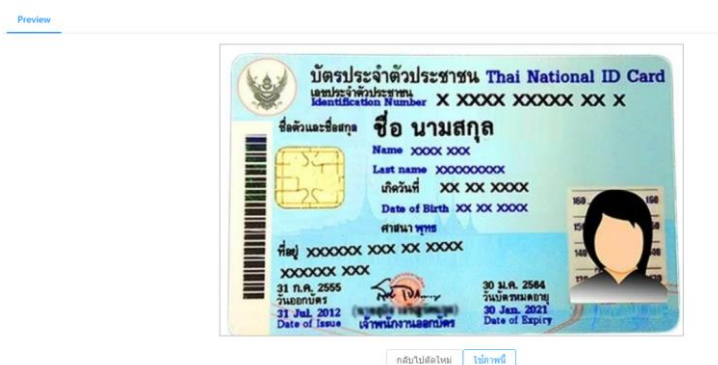 Preview
บัตรประจำตัวประชาชน Thai National ID Card
เลขประจำตัวประชาชน
Identification Number X XXXX XXXXX XX X
ชื่อตัวและชื่อสกุล ชื่อ นามสกุล
Name XXXX XXX
Last name XXXXXXXXXX
เกิดวันที่ XX XX XXXX
Date of Birth XX XX XXXX
ศาสนา พุทธ
ที่อยู่ XXXXXXX XXX XX XXXX
XXXXXXX XXX
31 ก.ค. 2555
วันออกบัตร
31 Jul. 2012
Date of Issue
เจ้าพนักงานออกบัตร
30 ม.ค. 2564
วันบัตรหมดอายุ
30 Jan. 2021
Date of Expiry
160 150
กลับไปตัดใหม่ ใช้ภาพนี้